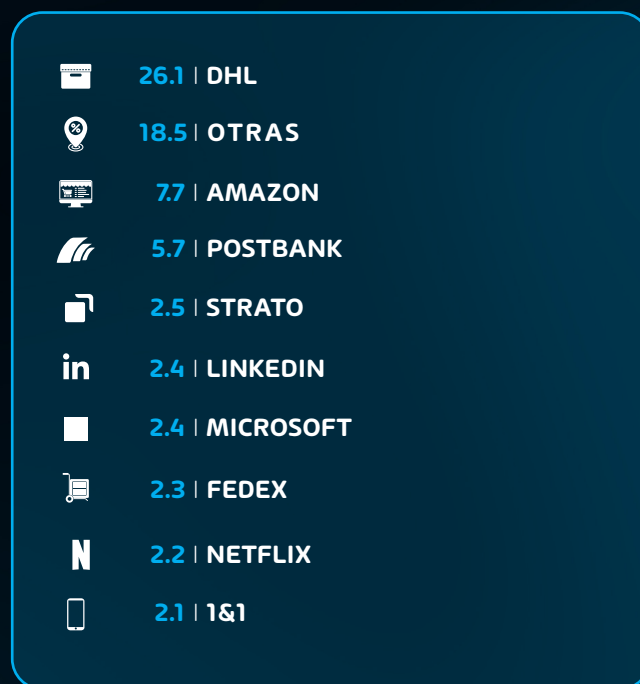 26.1 | DHL
% 18.5 | OTRAS
7.7 | AMAZON
5.7 | POSTBANK
2.5 | STRATO
in 2.4 | LINKEDIN
2.4 | MICROSOFT
2.3 | FEDEX
N 2.2 | NETFLIX
2.1 | 1&1